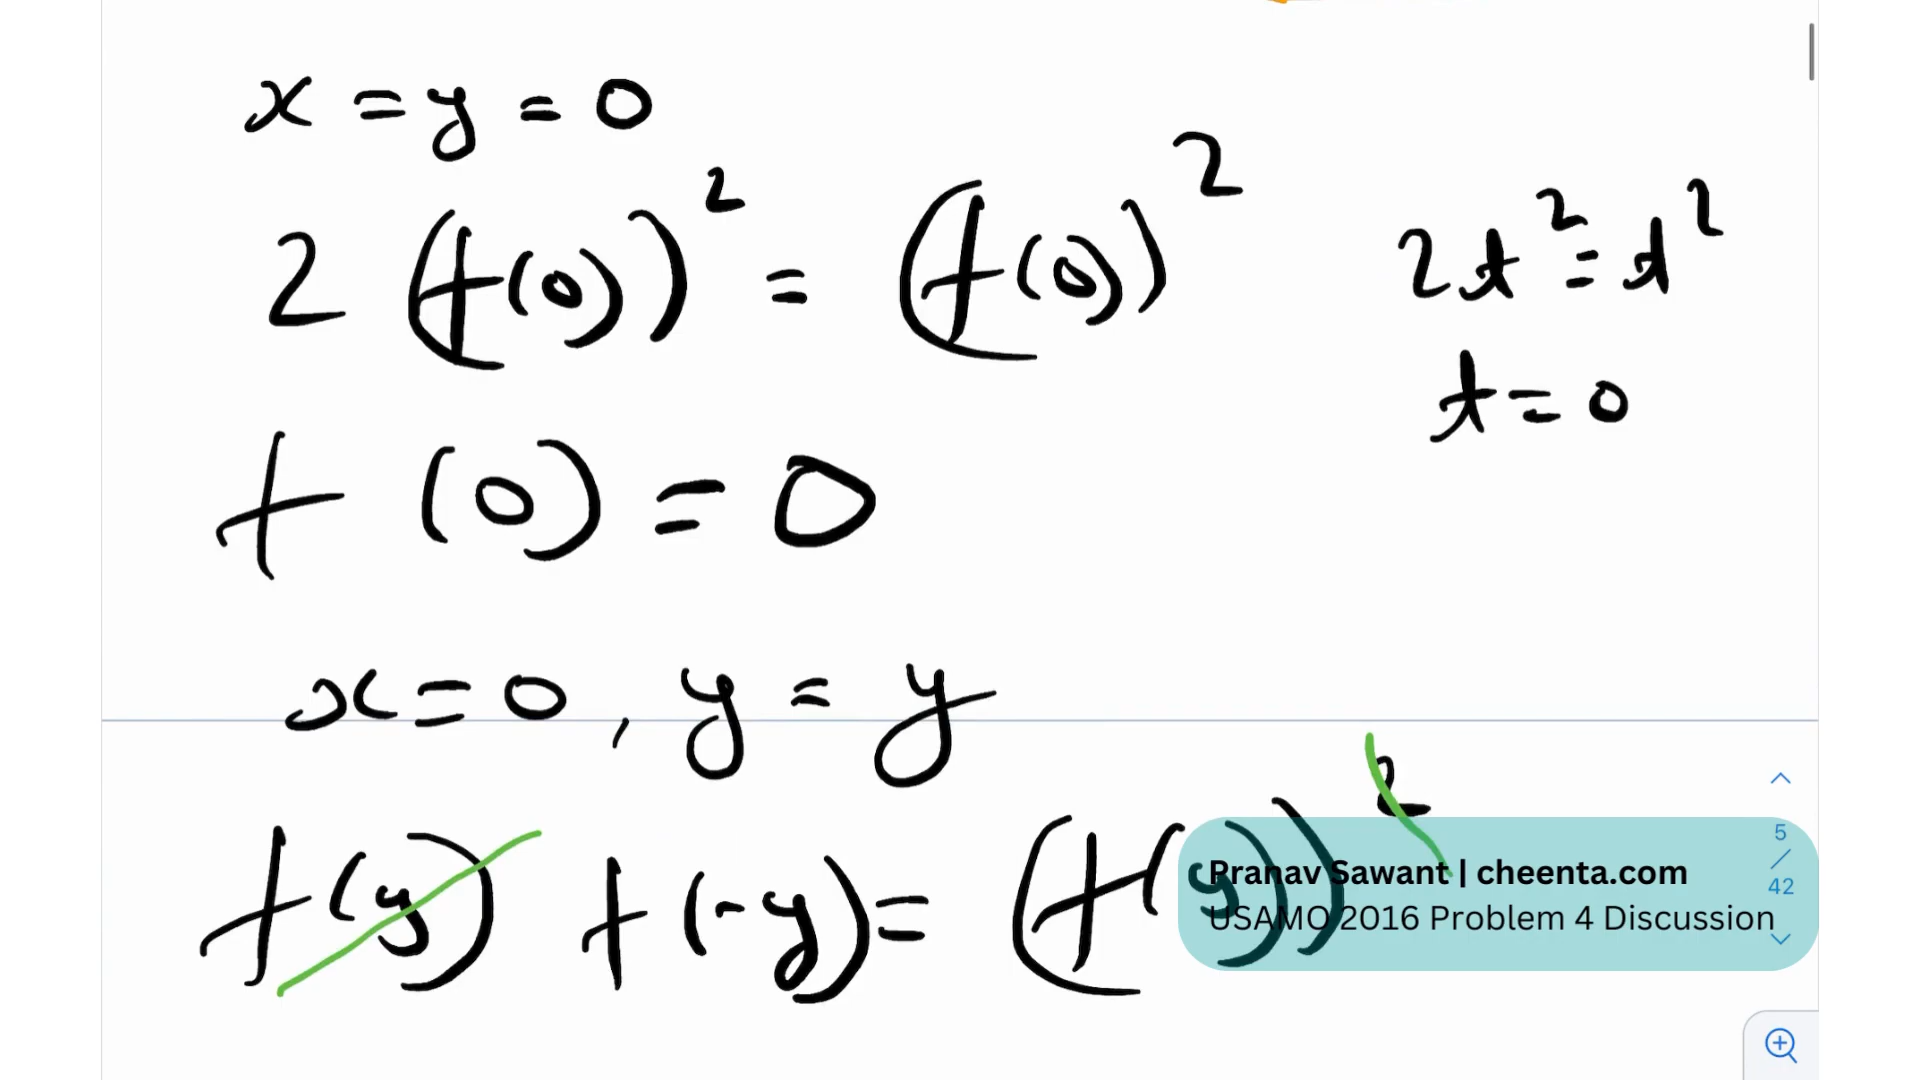 x = y = 0
2 (f(0))² = (f(0))²
2t² = t²
t = 0
f(0) = 0
x = 0, y = y
f(y) f(-y) = (f(y))²
Pranav Sawant | cheenta.com
USAMO 2016 Problem 4 Discussion
5
/
42